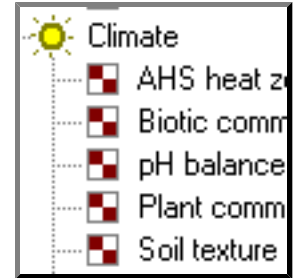 Climate
AHS heat
Biotic comm
pH balance
Plant comm
Soil texture